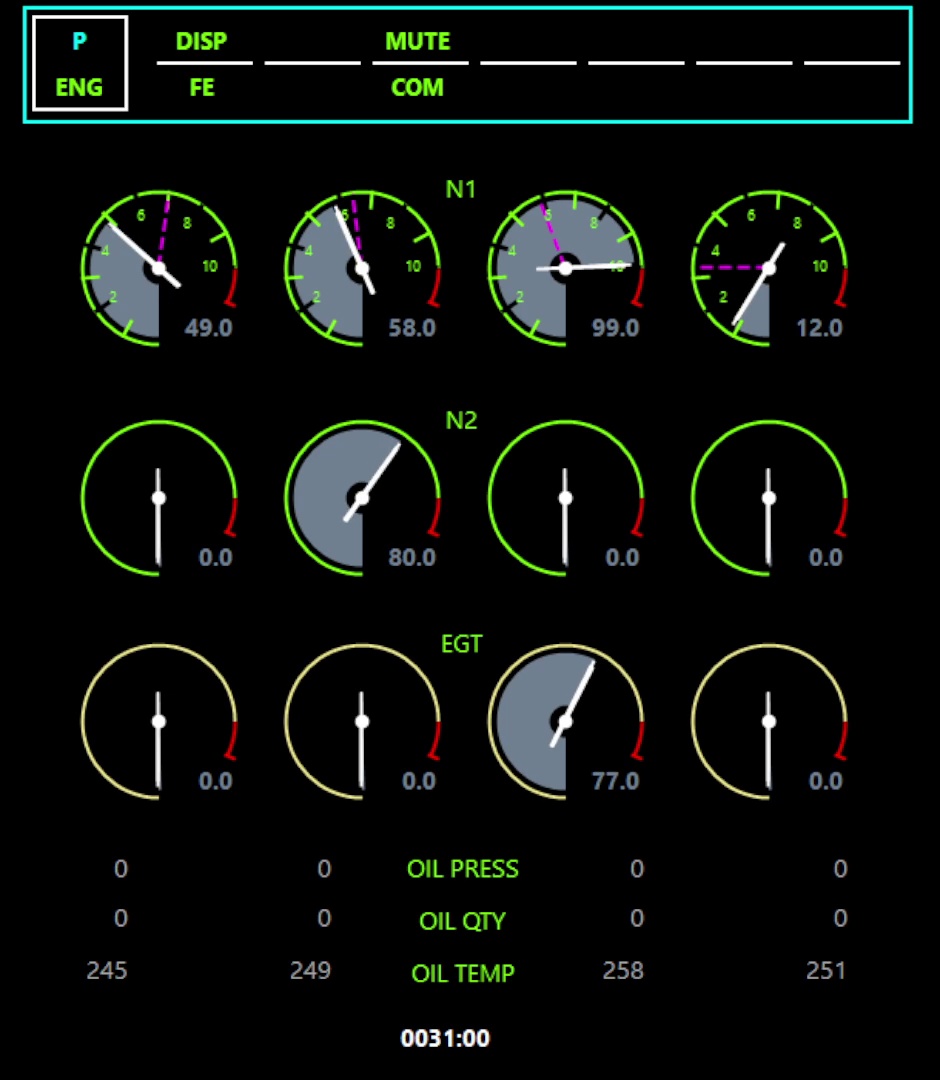 P DISP MUTE
ENG FE COM
N1
2 4 6 8 10 49.0
2 4 6 8 10 58.0
2 4 6 8 10 99.0
2 4 6 8 10 12.0
N2
0.0 80.0 0.0 0.0
EGT
0.0 0.0 77.0 0.0
0 0 OIL PRESS 0 0
0 0 OIL QTY 0 0
245 249 OIL TEMP 258 251
0031:00